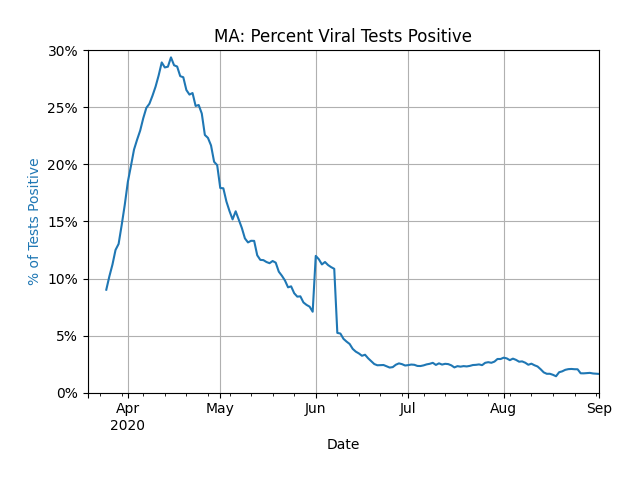 MA: Percent Viral Tests Positive
30%
25%
20%
15%
10%
5%
0%
% of Tests Positive
Apr May Jun Jul Aug Sep
2020
Date